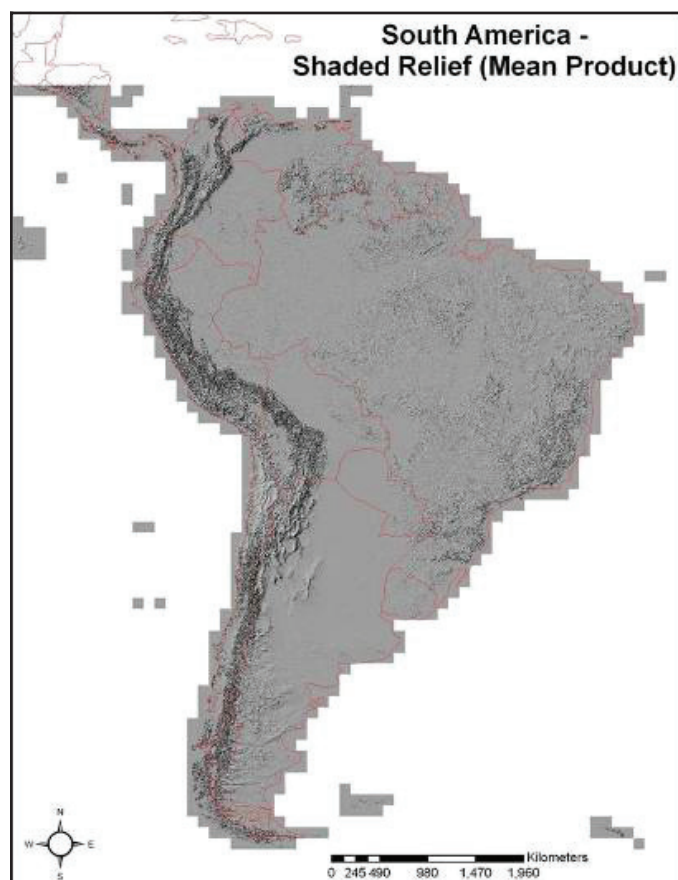 South America -
Shaded Relief (Mean Product)
N
W E
S
Kilometers
0 245 490 980 1,470 1,960